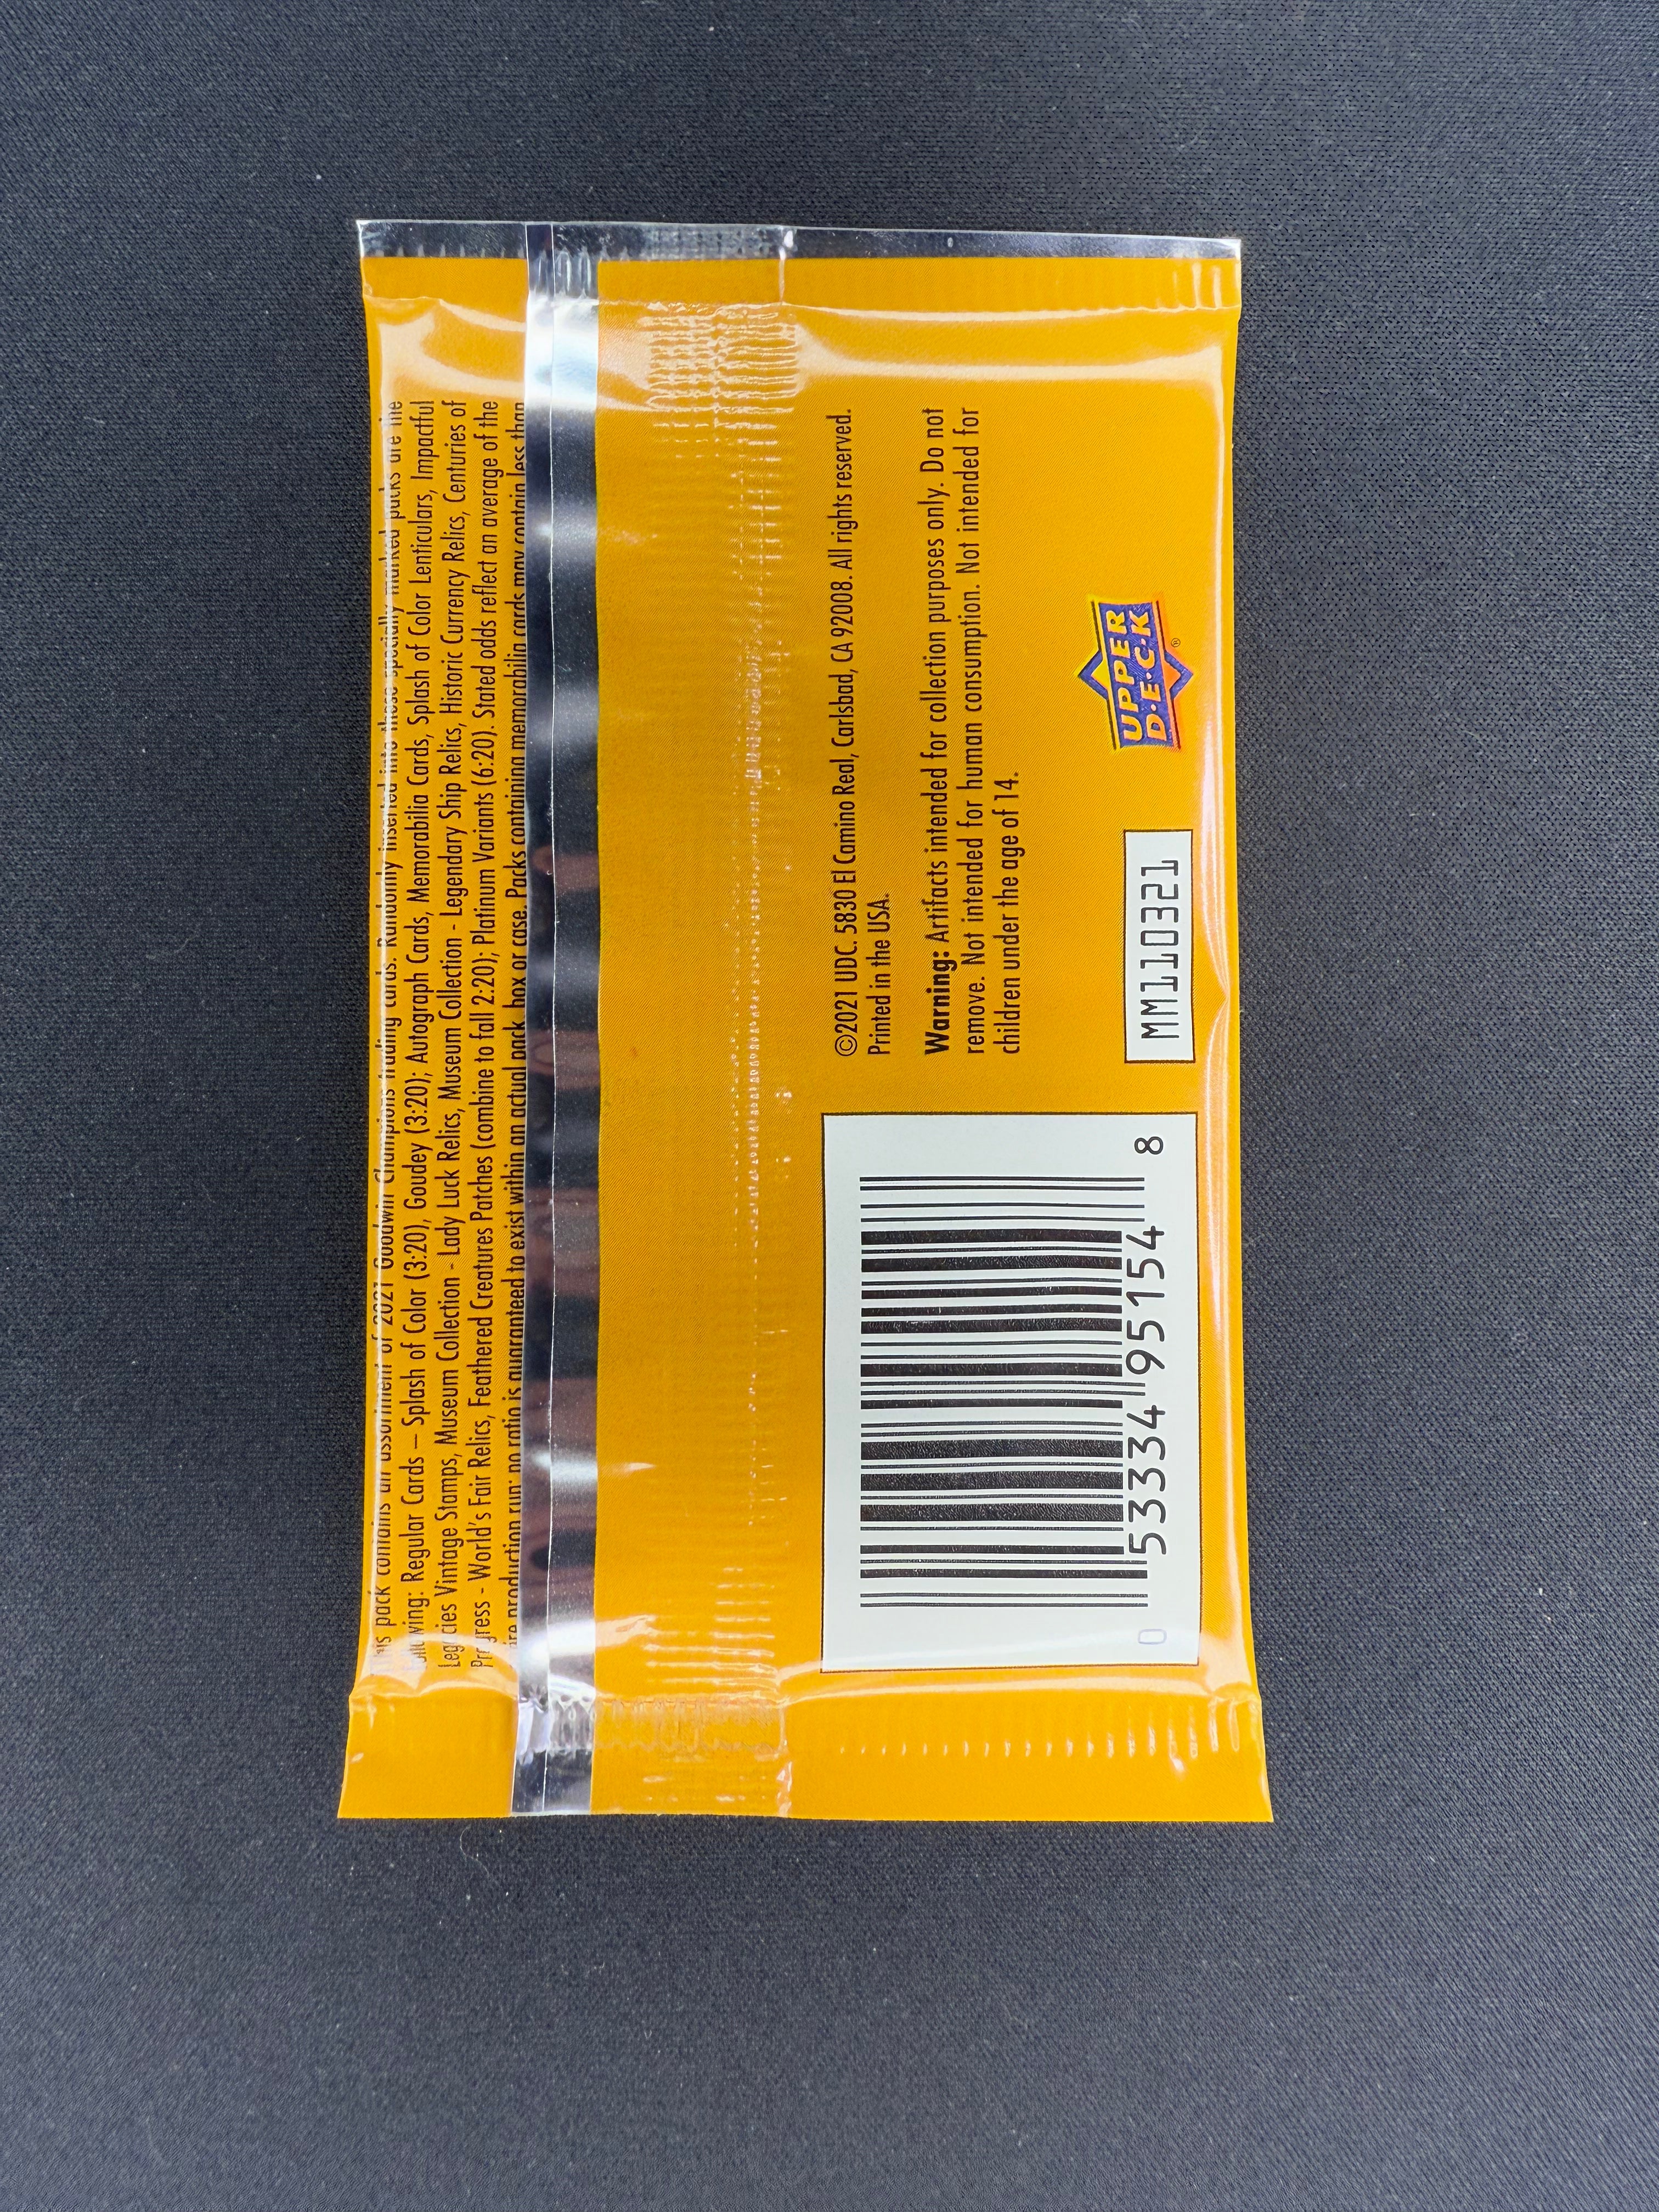 This pack contains an assortment of 2021 Goodwin Champions trading cards. Randomly inserted into these specially marked packs are the
following: Regular Cards – Splash of Color (3:20), Goudey (3:20); Autograph Cards, Memorabilia Cards, Splash of Color Lenticulars, Impactful
Legacies Vintage Stamps, Museum Collection - Lady Luck Relics, Museum Collection - Legendary Ship Relics, Historic Currency Relics, Centuries of
Progress - World's Fair Relics, Feathered Creatures Patches (combine to fall 2:20); Platinum Variants (6:20). Stated odds reflect an average of the
production run; no ratio is guaranteed to exist within an actual pack, box or case. Packs containing memorabilia cards may contain less than
©2021 UDC. 5830 El Camino Real, Carlsbad, CA 92008. All rights reserved.
Printed in the USA.
Warning: Artifacts intended for collection purposes only. Do not
remove. Not intended for human consumption. Not intended for
children under the age of 14.
0 53334 95154 8
MM110321
UPPER
D·E·C·K
®